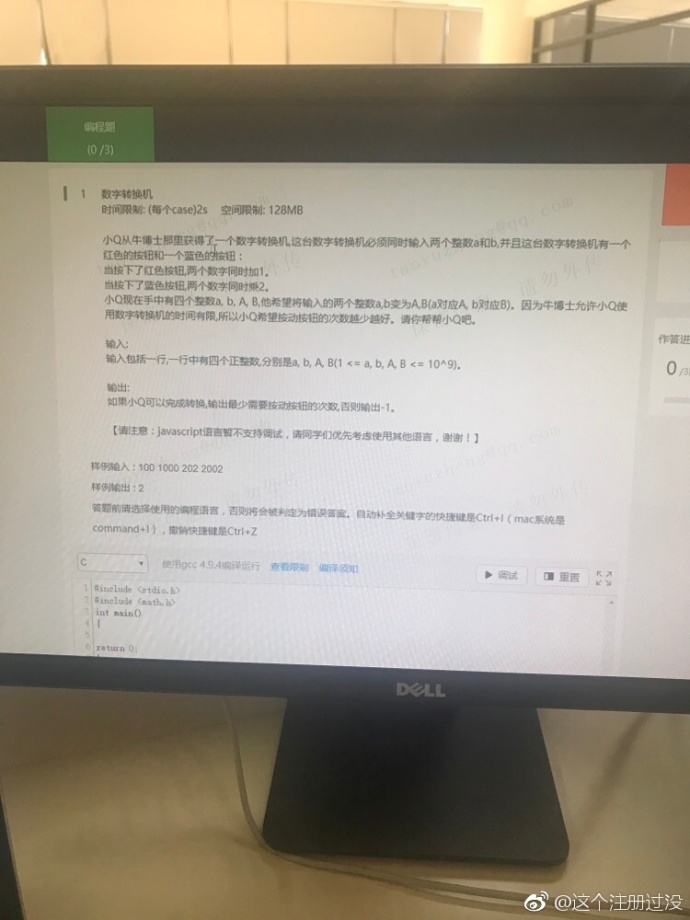 编程题
(0 /3)
1 数字转换机
时间限制: (每个case)2s 空间限制: 128MB
小Q从牛博士那里获得了一个数字转换机,这台数字转换机必须同时输入两个整数a和b,并且这台数字转换机有一个
红色的按钮和一个蓝色的按钮：
当按下了红色按钮,两个数字同时加1。
当按下了蓝色按钮,两个数字同时乘2。
小Q现在手中有四个整数a, b, A, B,他希望将输入的两个整数a,b变为A,B(a对应A, b对应B)。因为牛博士允许小Q使
用数字转换机的时间有限,所以小Q希望按动按钮的次数越少越好。请你帮帮小Q吧。
输入:
输入包括一行,一行中有四个正整数,分别是a, b, A, B(1 <= a, b, A, B <= 10^9)。
输出:
如果小Q可以完成转换,输出最少需要按动按钮的次数,否则输出-1。
【请注意：javascript语言暂不支持调试，请同学们优先考虑使用其他语言，谢谢！】
样例输入：100 1000 202 2002
样例输出：2
答题前请选择使用的编程语言，否则将会被判定为错误答案。自动补全关键字的快捷键是Ctrl+I（mac系统是
command+I），撤销快捷键是Ctrl+Z
作答进
0 /3
C 使用gcc 4.9.4编译运行 查看限制 编译须知 调试 重置
1 #include <stdio.h>
2 #include <math.h>
3 int main()
4 {
5
6 return 0;
请勿外传
DELL
@这个注册过没